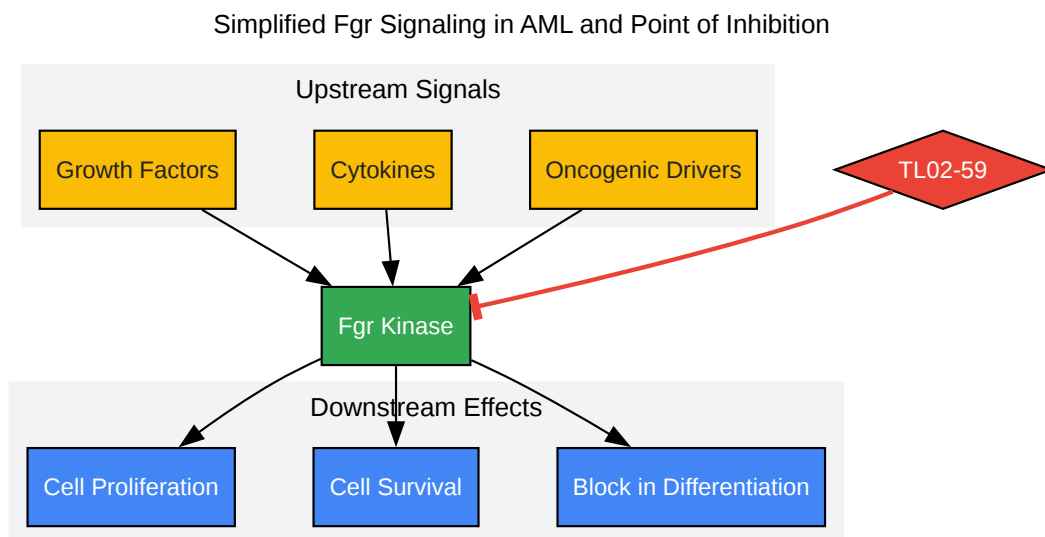 Simplified Fgr Signaling in AML and Point of Inhibition
Upstream Signals
Growth Factors
Cytokines
Oncogenic Drivers
TL02-59
Fgr Kinase
Downstream Effects
Cell Proliferation
Cell Survival
Block in Differentiation